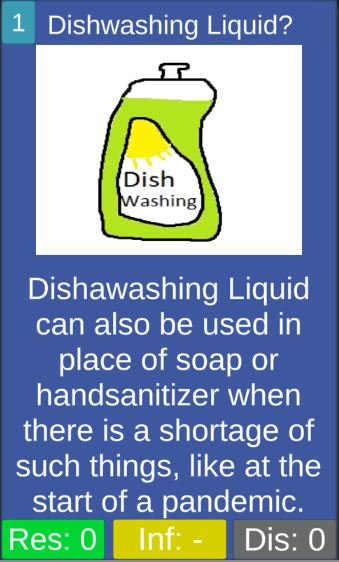 1
Dishwashing Liquid?
Dish
Washing
Dishawashing Liquid
can also be used in
place of soap or
handsanitizer when
there is a shortage of
such things, like at the
start of a pandemic.
Res: 0 Inf: - Dis: 0